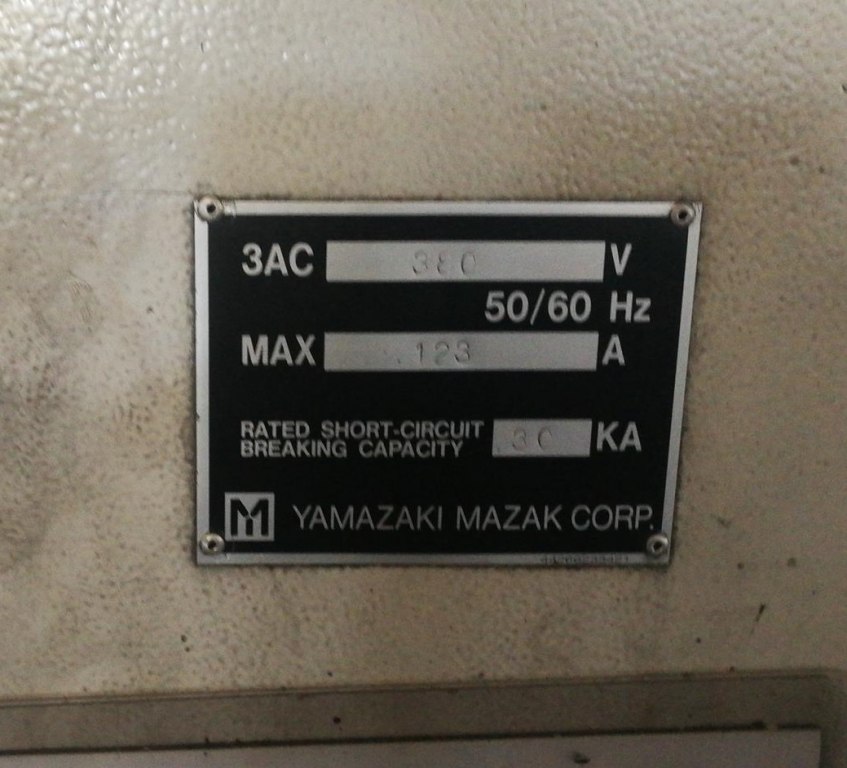 3AC 380 V
50/60 Hz
MAX 123 A
RATED SHORT-CIRCUIT
BREAKING CAPACITY 30 KA
YAMAZAKI MAZAK CORP.